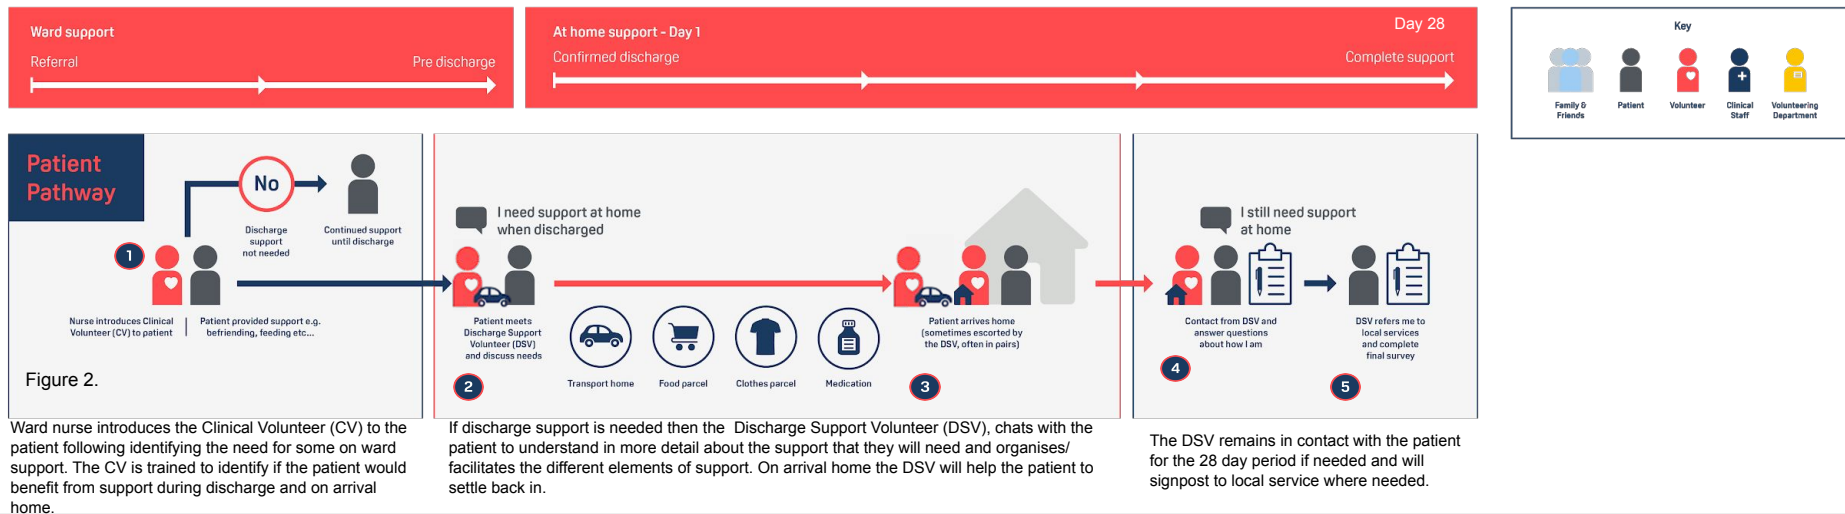 Ward support
Referral
Pre discharge
At home support - Day 1
Day 28
Confirmed discharge
Complete support
Key
Family &
Friends
Patient
Volunteer
Clinical
Staff
Volunteering
Department
Patient
Pathway
No
Discharge
support
not needed
Continued support
until discharge
1
Nurse introduces Clinical
Volunteer (CV) to patient
Patient provided support e.g.
befriending, feeding etc...
Figure 2.
I need support at home
when discharged
Patient meets
Discharge Support
Volunteer (DSV)
and discuss needs
2
Transport home
Food parcel
Clothes parcel
Medication
Patient arrives home
(sometimes escorted by
the DSV, often in pairs)
3
I still need support
at home
Contact from DSV and
answer questions
about how I am
4
DSV refers me to
local services
and complete
final survey
5
Ward nurse introduces the Clinical Volunteer (CV) to the
patient following identifying the need for some on ward
support. The CV is trained to identify if the patient would
benefit from support during discharge and on arrival
home.
If discharge support is needed then the Discharge Support Volunteer (DSV), chats with the
patient to understand in more detail about the support that they will need and organises/
facilitates the different elements of support. On arrival home the DSV will help the patient to
settle back in.
The DSV remains in contact with the patient
for the 28 day period if needed and will
signpost to local service where needed.